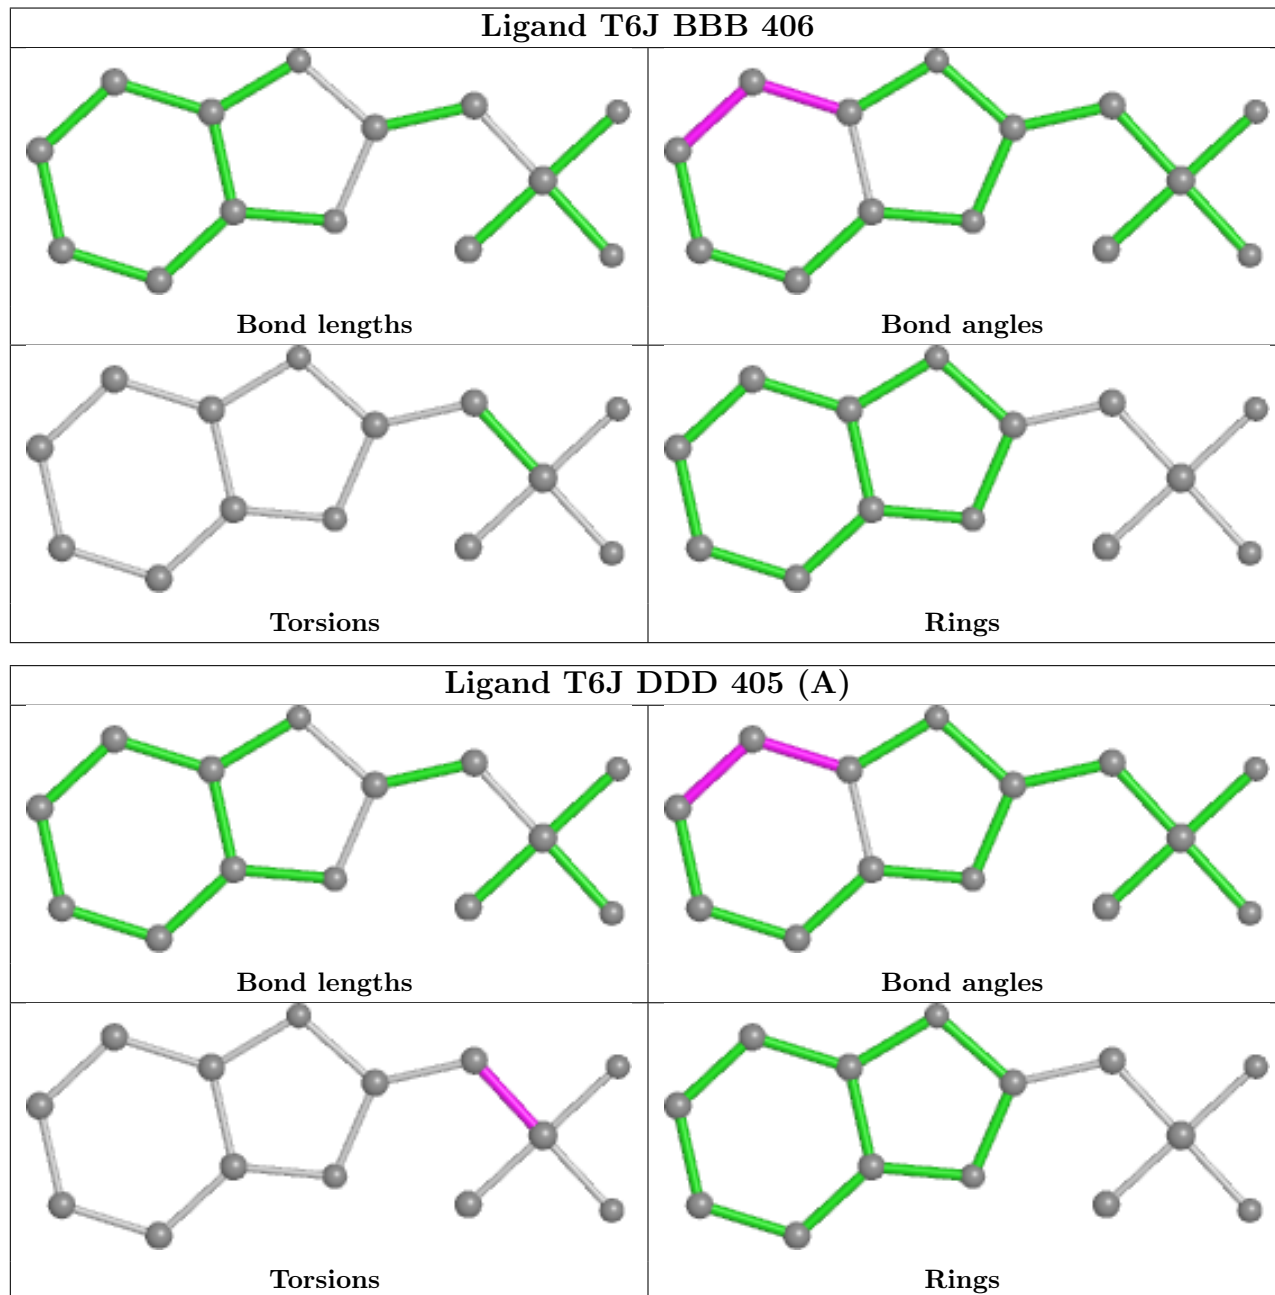 Ligand T6J BBB 406
Bond lengths
Bond angles
Torsions
Rings
Ligand T6J DDD 405 (A)
Bond lengths
Bond angles
Torsions
Rings